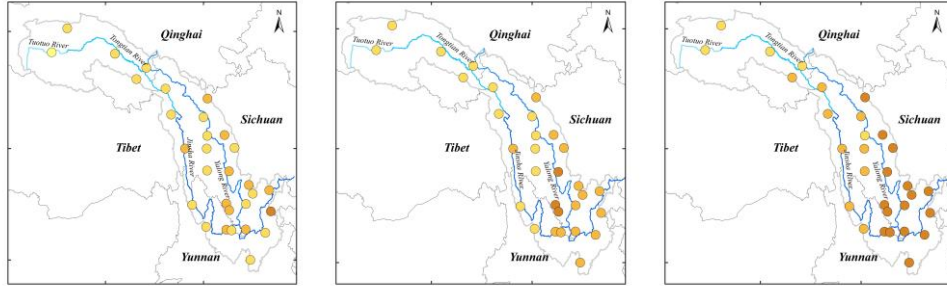 N
Qinghai
Tuotuo River
Tongtian River
Sichuan
Tibet
Jinsha River
Yalong River
Yunnan
N
Qinghai
Tuotuo River
Tongtian River
Sichuan
Tibet
Jinsha River
Yalong River
Yunnan
N
Qinghai
Tuotuo River
Tongtian River
Sichuan
Tibet
Jinsha River
Yalong River
Yunnan